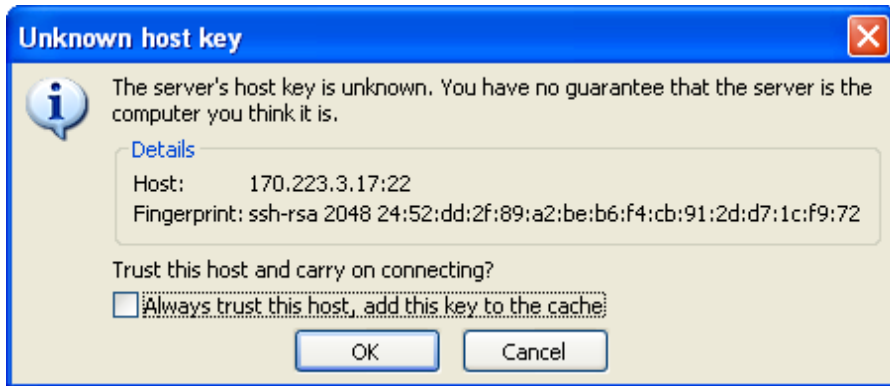 Unknown host key
The server's host key is unknown. You have no guarantee that the server is the
computer you think it is.
Details
Host: 170.223.3.17:22
Fingerprint: ssh-rsa 2048 24:52:dd:2f:89:a2:be:b6:f4:cb:91:2d:d7:1c:f9:72
Trust this host and carry on connecting?
Always trust this host, add this key to the cache
OK Cancel